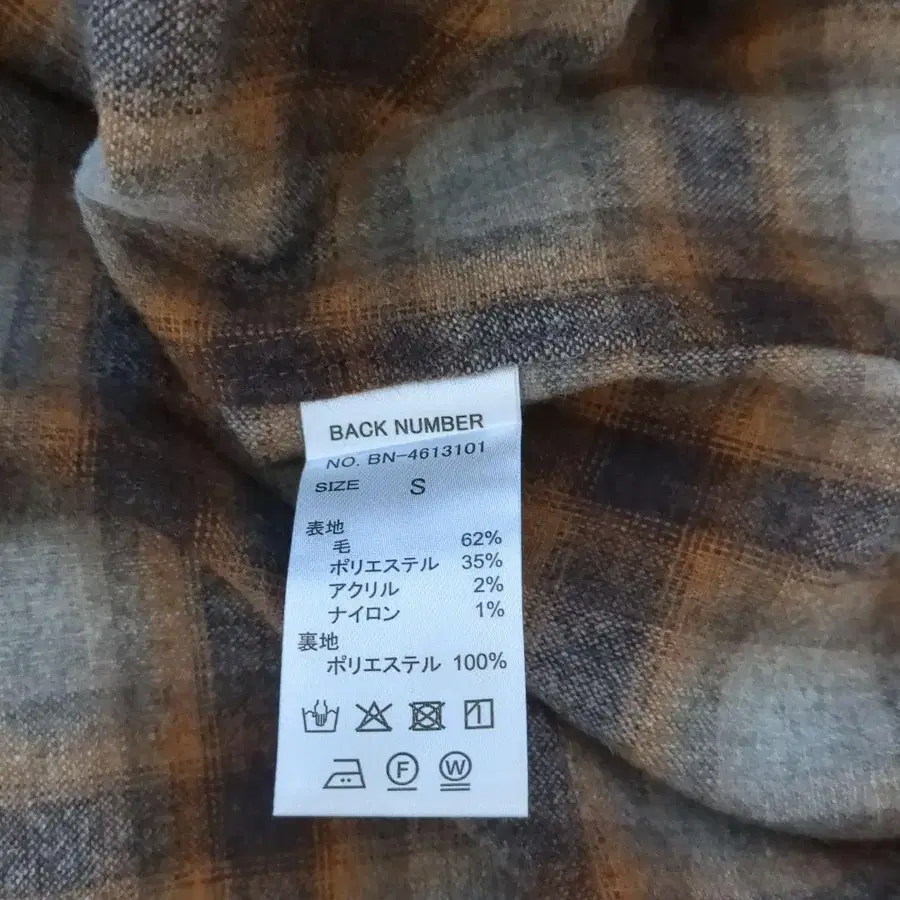 BACK NUMBER
NO. BN-4613101
SIZE S
表地
毛 62%
ポリエステル 35%
アクリル 2%
ナイロン 1%
裏地
ポリエステル 100%
F W